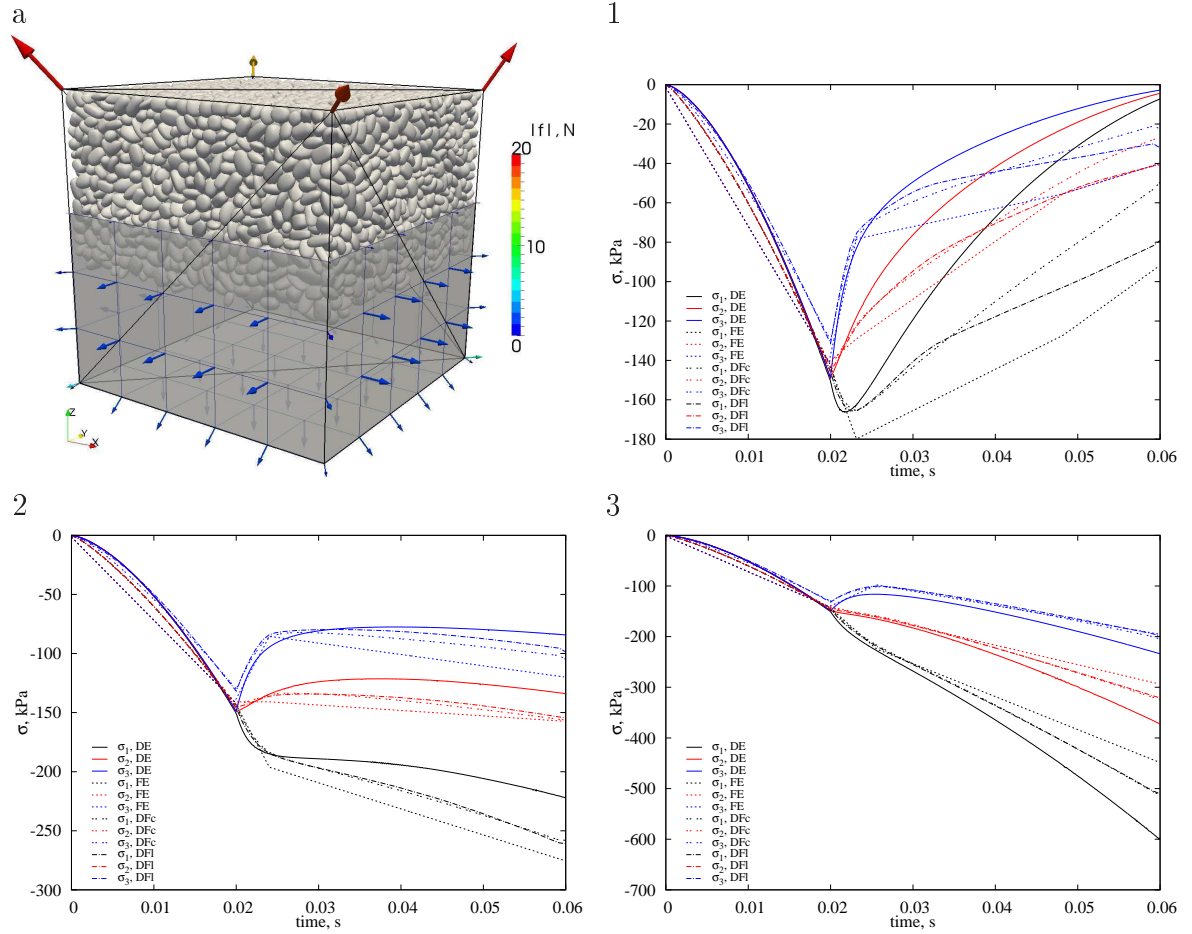 a
|f|, N
20
10
0
Z
Y
X
1
0
-20
-40
-60
-80
-100
-120
-140
-160
-180
σ, kPa
0
0.01
0.02
0.03
0.04
0.05
0.06
time, s
σ1, DE
σ2, DE
σ3, DE
σ1, FE
σ2, FE
σ3, FE
σ1, DFc
σ2, DFc
σ3, DFc
σ1, DFl
σ2, DFl
σ3, DFl
2
0
-50
-100
-150
-200
-250
-300
σ, kPa
0
0.01
0.02
0.03
0.04
0.05
0.06
time, s
σ1, DE
σ2, DE
σ3, DE
σ1, FE
σ2, FE
σ3, FE
σ1, DFc
σ2, DFc
σ3, DFc
σ1, DFl
σ2, DFl
σ3, DFl
3
0
-100
-200
-300
-400
-500
-600
-700
σ, kPa
0
0.01
0.02
0.03
0.04
0.05
0.06
time, s
σ1, DE
σ2, DE
σ3, DE
σ1, FE
σ2, FE
σ3, FE
σ1, DFc
σ2, DFc
σ3, DFc
σ1, DFl
σ2, DFl
σ3, DFl